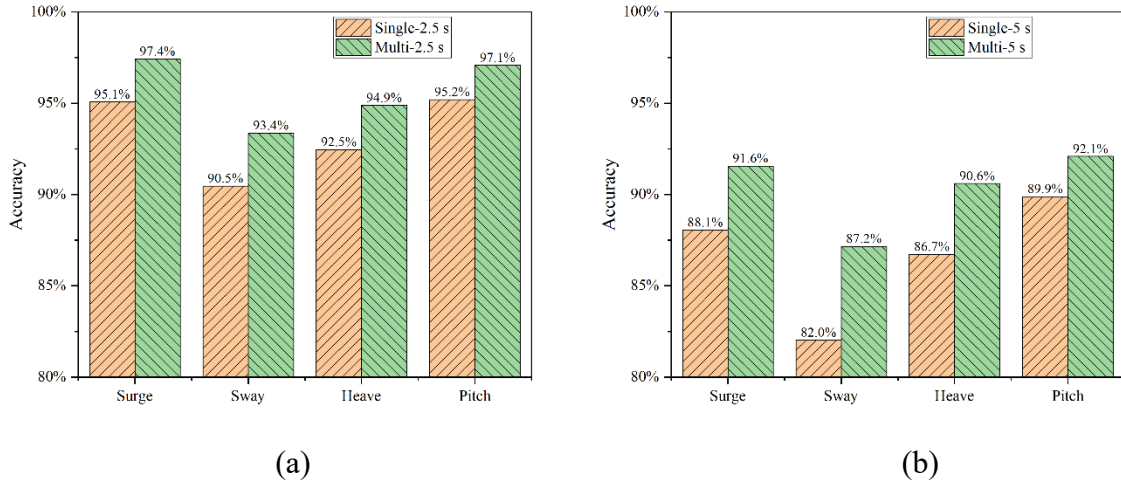 100%
95%
90%
85%
80%
Accuracy
Single-2.5 s
Multi-2.5 s
95.1%
97.4%
90.5%
93.4%
92.5%
94.9%
95.2%
97.1%
Surge
Sway
Heave
Pitch
(a)
100%
95%
90%
85%
80%
Accuracy
Single-5 s
Multi-5 s
88.1%
91.6%
82.0%
87.2%
86.7%
90.6%
89.9%
92.1%
Surge
Sway
Heave
Pitch
(b)